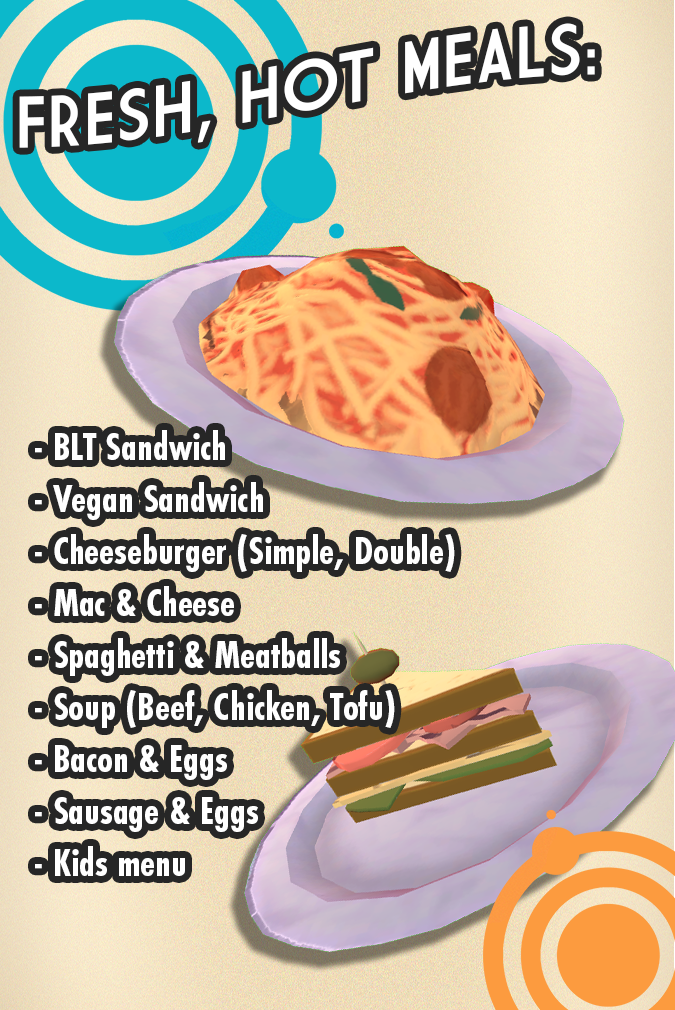 FRESH, HOT MEALS:
- BLT Sandwich
- Vegan Sandwich
- Cheeseburger (Simple, Double)
- Mac & Cheese
- Spaghetti & Meatballs
- Soup (Beef, Chicken, Tofu)
- Bacon & Eggs
- Sausage & Eggs
- Kids menu